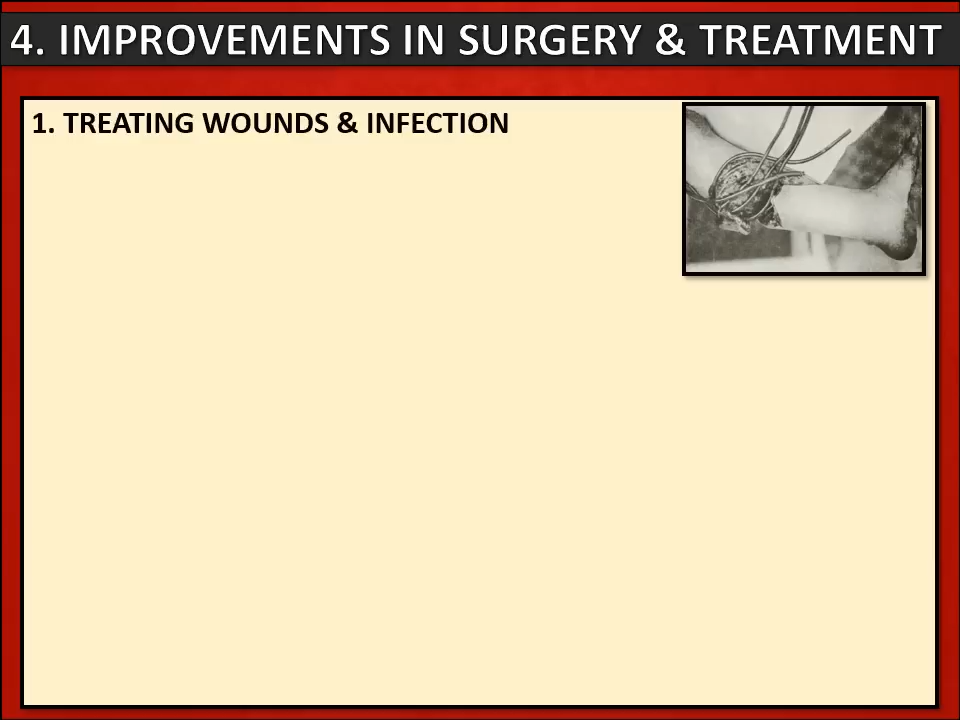 4. IMPROVEMENTS IN SURGERY & TREATMENT
1. TREATING WOUNDS & INFECTION